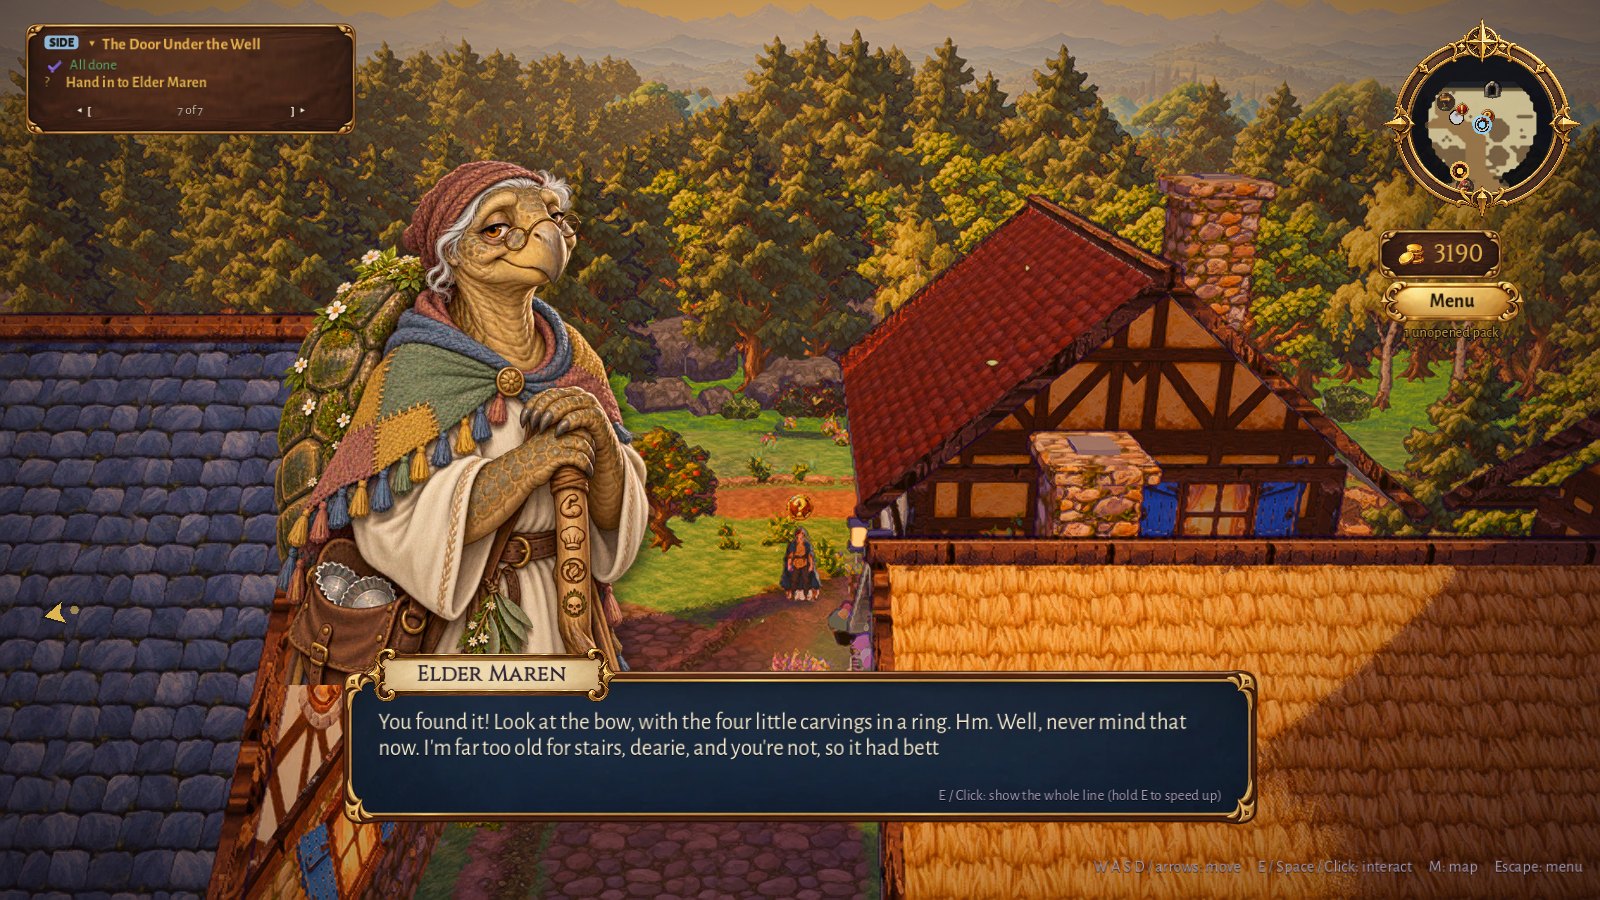 SIDE ▾ The Door Under the Well
All done
? Hand in to Elder Maren
◂ [ 7 of 7 ] ▸
3190
Menu
1 unopened pack
ELDER MAREN
You found it! Look at the bow, with the four little carvings in a ring. Hm. Well, never mind that
now. I'm far too old for stairs, dearie, and you're not, so it had bett
E / Click: show the whole line (hold E to speed up)
W A S D / arrows: move E / Space / Click: interact M: map Escape: menu